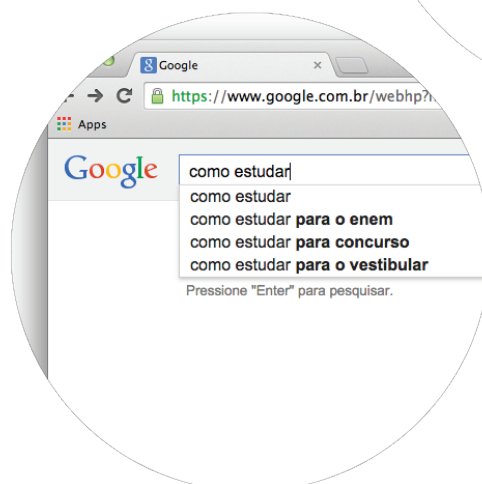 Google
https://www.google.com.br/webhp?
Apps
Google
como estudar
como estudar
como estudar para o enem
como estudar para concurso
como estudar para o vestibular
Pressione "Enter" para pesquisar.